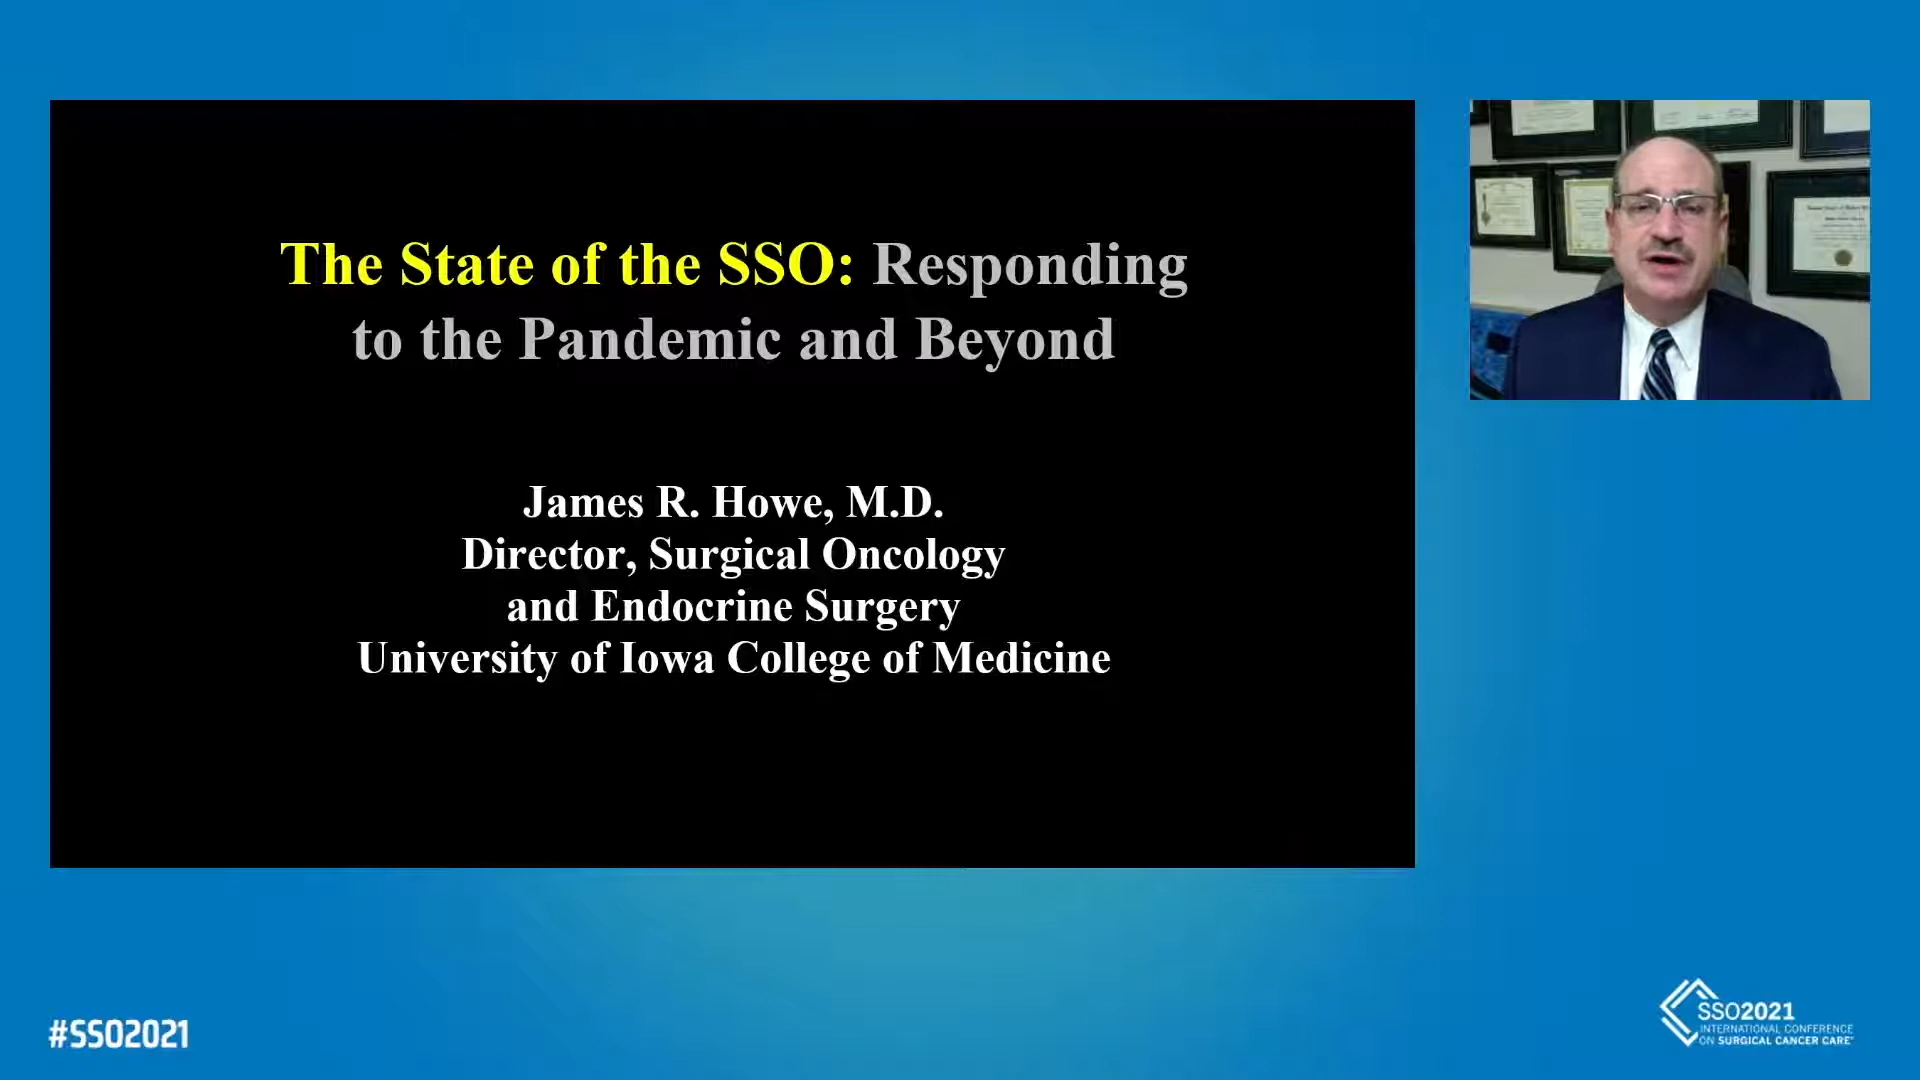 The State of the SSO: Responding
to the Pandemic and Beyond
James R. Howe, M.D.
Director, Surgical Oncology
and Endocrine Surgery
University of Iowa College of Medicine
#SSO2021
SSO2021
INTERNATIONAL CONFERENCE
ON SURGICAL CANCER CARE